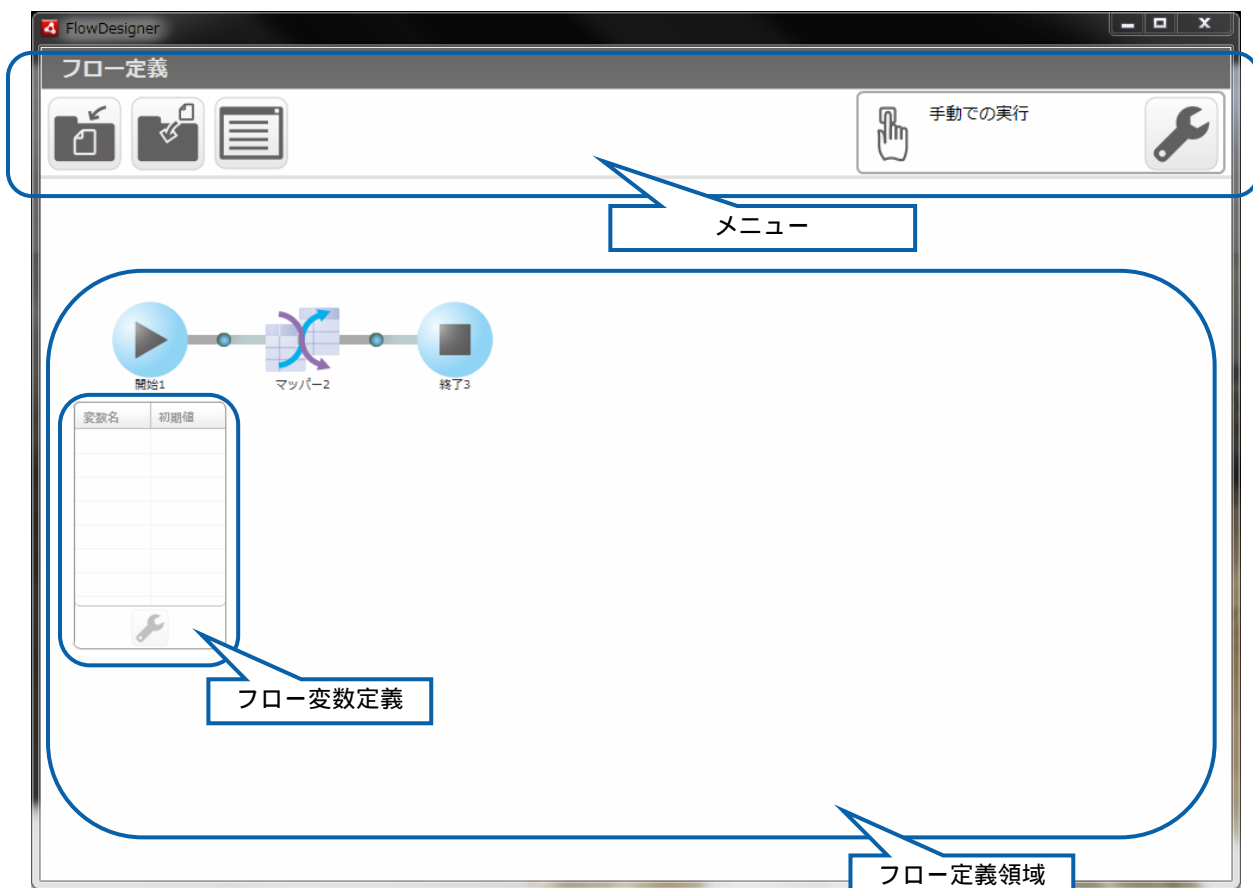 FlowDesigner
フロー定義
手動での実行
メニュー
開始1
マッパー2
終了3
変数名 初期値
フロー変数定義
フロー定義領域